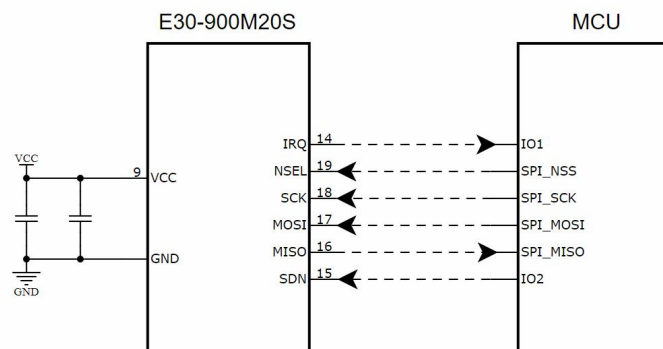 E30-900M20S MCU
IRQ 14 IO1
VCC 9 VCC NSEL 19 SPI_NSS
SCK 18 SPI_SCK
MOSI 17 SPI_MOSI
GND MISO 16 SPI_MISO
GND SDN 15 IO2